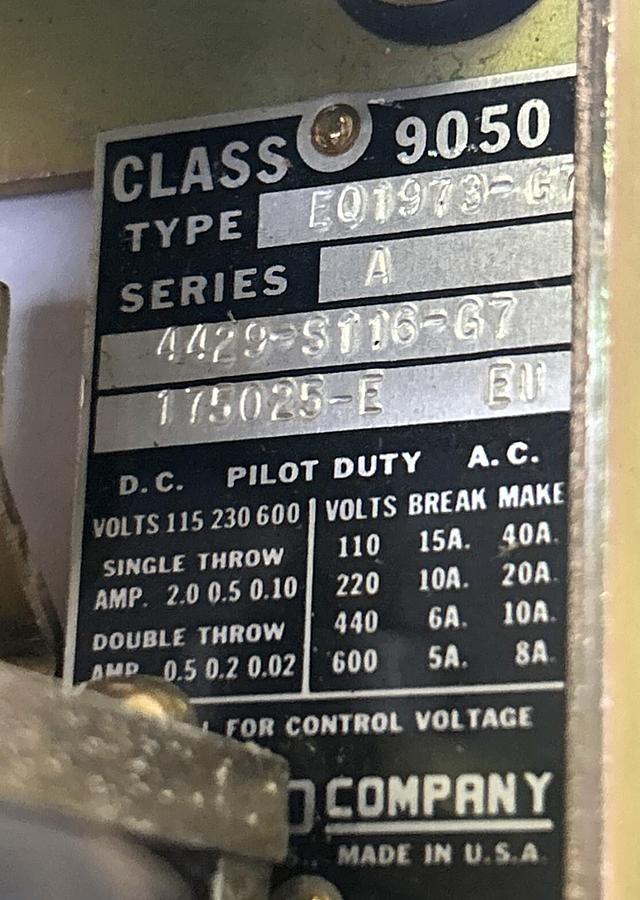 CLASS 9050
TYPE EQ1973-G7
SERIES A
4429-S116-G7
175025-E EU
D.C. PILOT DUTY A.C.
VOLTS 115 230 600 VOLTS BREAK MAKE
110 15A. 40A.
SINGLE THROW
AMP. 2.0 0.5 0.10 220 10A. 20A.
440 6A. 10A.
DOUBLE THROW
AMP. 0.5 0.2 0.02 600 5A. 8A.
FOR CONTROL VOLTAGE
COMPANY
MADE IN U.S.A.